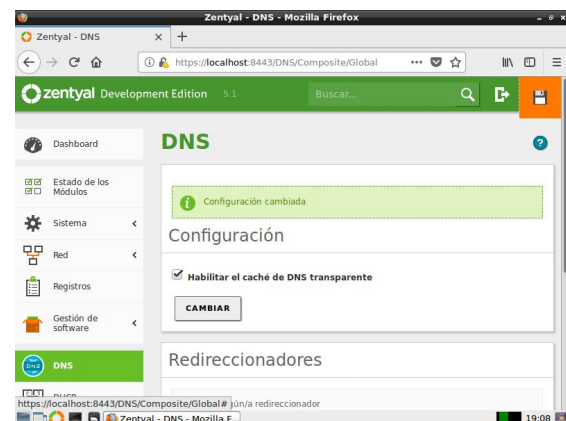 Zentyal - DNS - Mozilla Firefox
Zentyal - DNS
https://localhost:8443/DNS/Composite/Global
zentyal Development Edition 5.1
Buscar...
DNS
Dashboard
Configuración cambiada
Estado de los
Módulos
Configuración
Sistema
Red
Habilitar el caché de DNS transparente
Registros
CAMBIAR
Gestión de
software
Redireccionadores
DNS
DHCP
https://localhost:8443/DNS/Composite/Global#
ún/a redireccionador
Zentyal - DNS - Mozilla F...
19:08